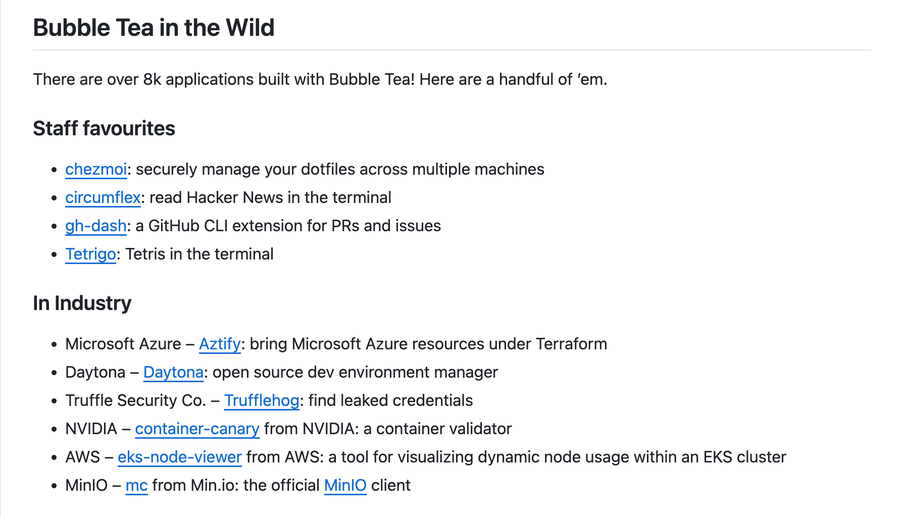 Bubble Tea in the Wild
There are over 8k applications built with Bubble Tea! Here are a handful of ’em.
Staff favourites
• chezmoi: securely manage your dotfiles across multiple machines
• circumflex: read Hacker News in the terminal
• gh-dash: a GitHub CLI extension for PRs and issues
• Tetrigo: Tetris in the terminal
In Industry
• Microsoft Azure – Aztify: bring Microsoft Azure resources under Terraform
• Daytona – Daytona: open source dev environment manager
• Truffle Security Co. – Trufflehog: find leaked credentials
• NVIDIA – container-canary from NVIDIA: a container validator
• AWS – eks-node-viewer from AWS: a tool for visualizing dynamic node usage within an EKS cluster
• MinIO – mc from Min.io: the official MinIO client